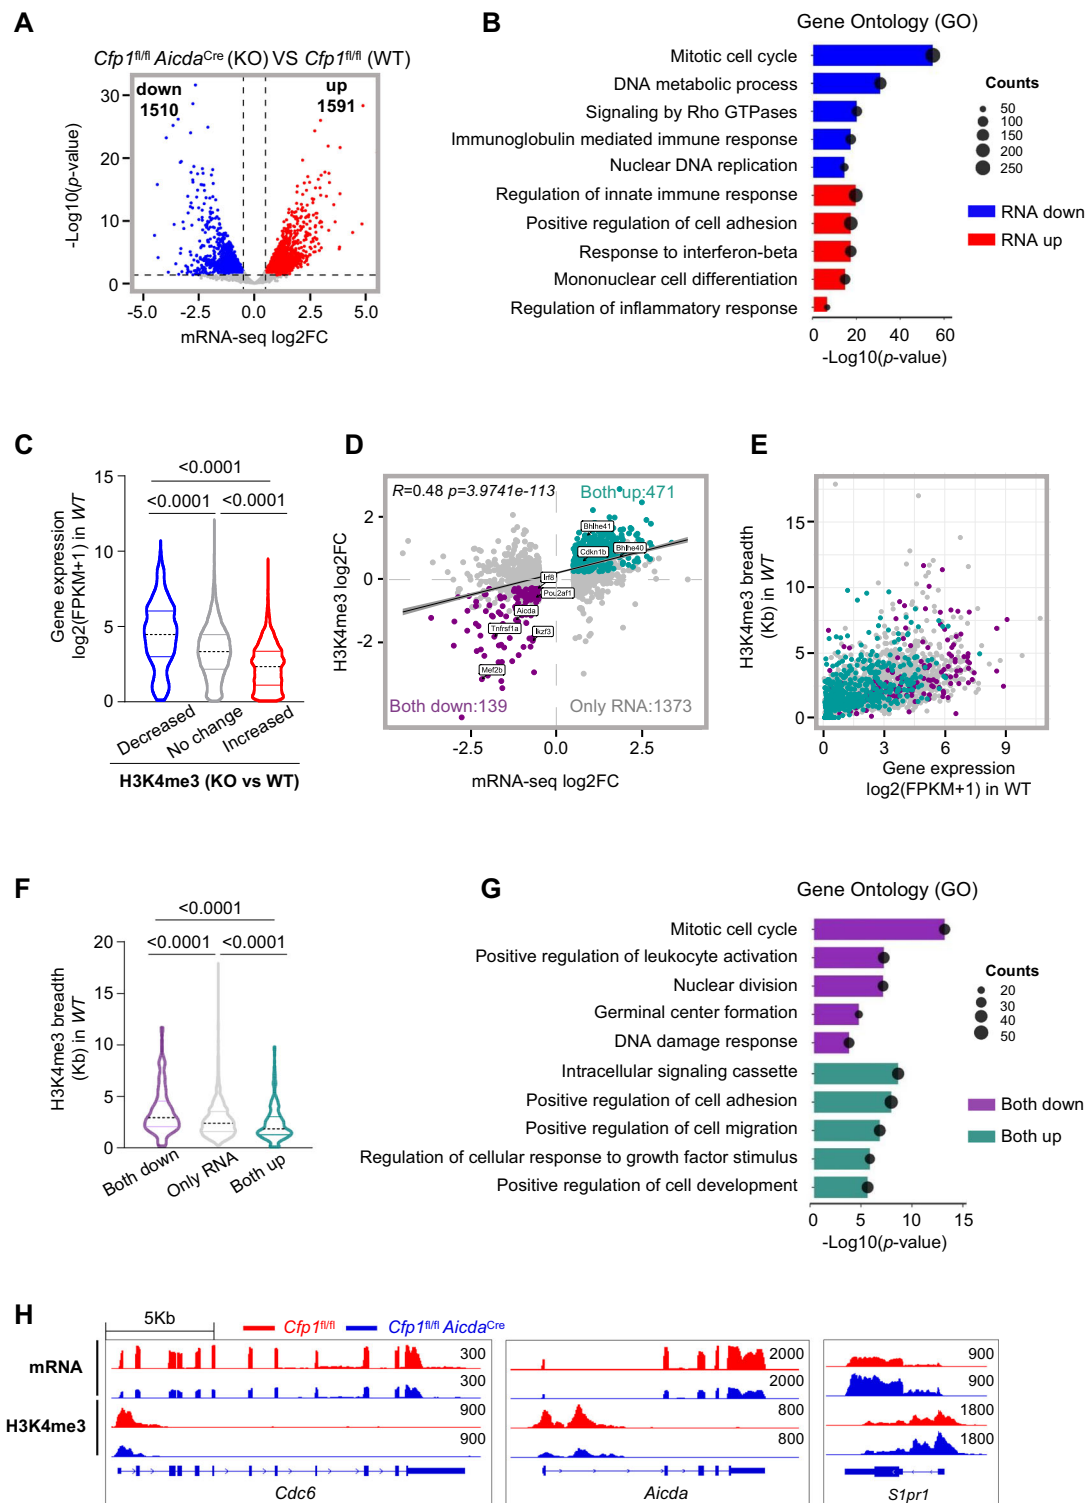 A
Cfp1fl/fl AicdaCre (KO) VS Cfp1fl/fl (WT)
down
1510
up
1591
30
20
10
0
-Log10(p-value)
-5.0 -2.5 0.0 2.5 5.0
mRNA-seq log2FC
B
Gene Ontology (GO)
Mitotic cell cycle
DNA metabolic process
Signaling by Rho GTPases
Immunoglobulin mediated immune response
Nuclear DNA replication
Regulation of innate immune response
Positive regulation of cell adhesion
Response to interferon-beta
Mononuclear cell differentiation
Regulation of inflammatory response
0 20 40 60
-Log10(p-value)
Counts
50
100
150
200
250
RNA down
RNA up
C
<0.0001
<0.0001 <0.0001
15
10
5
0
Gene expression
log2(FPKM+1) in WT
Decreased
No change
Increased
H3K4me3 (KO vs WT)
D
R=0.48 p=3.9741e-113
Both up:471
Bhlhe41
Cdkn1b
Bhlhe40
Irf8
Pou2af1
Aicda
Tnfrsf1a
Ikzf3
Mef2b
Both down:139
Only RNA:1373
2
0
-2
H3K4me3 log2FC
-2.5 0.0 2.5
mRNA-seq log2FC
E
15
10
5
0
H3K4me3 breadth
(Kb) in WT
0 3 6 9
Gene expression
log2(FPKM+1) in WT
F
<0.0001
<0.0001 <0.0001
20
15
10
5
0
H3K4me3 breadth
(Kb) in WT
Both down
Only RNA
Both up
G
Gene Ontology (GO)
Mitotic cell cycle
Positive regulation of leukocyte activation
Nuclear division
Germinal center formation
DNA damage response
Intracellular signaling cassette
Positive regulation of cell adhesion
Positive regulation of cell migration
Regulation of cellular response to growth factor stimulus
Positive regulation of cell development
0 5 10 15
-Log10(p-value)
Counts
20
30
40
50
Both down
Both up
H
5Kb
Cfp1fl/fl Cfp1fl/fl AicdaCre
mRNA
H3K4me3
300
300
900
900
Cdc6
2000
2000
800
800
Aicda
900
900
1800
1800
S1pr1